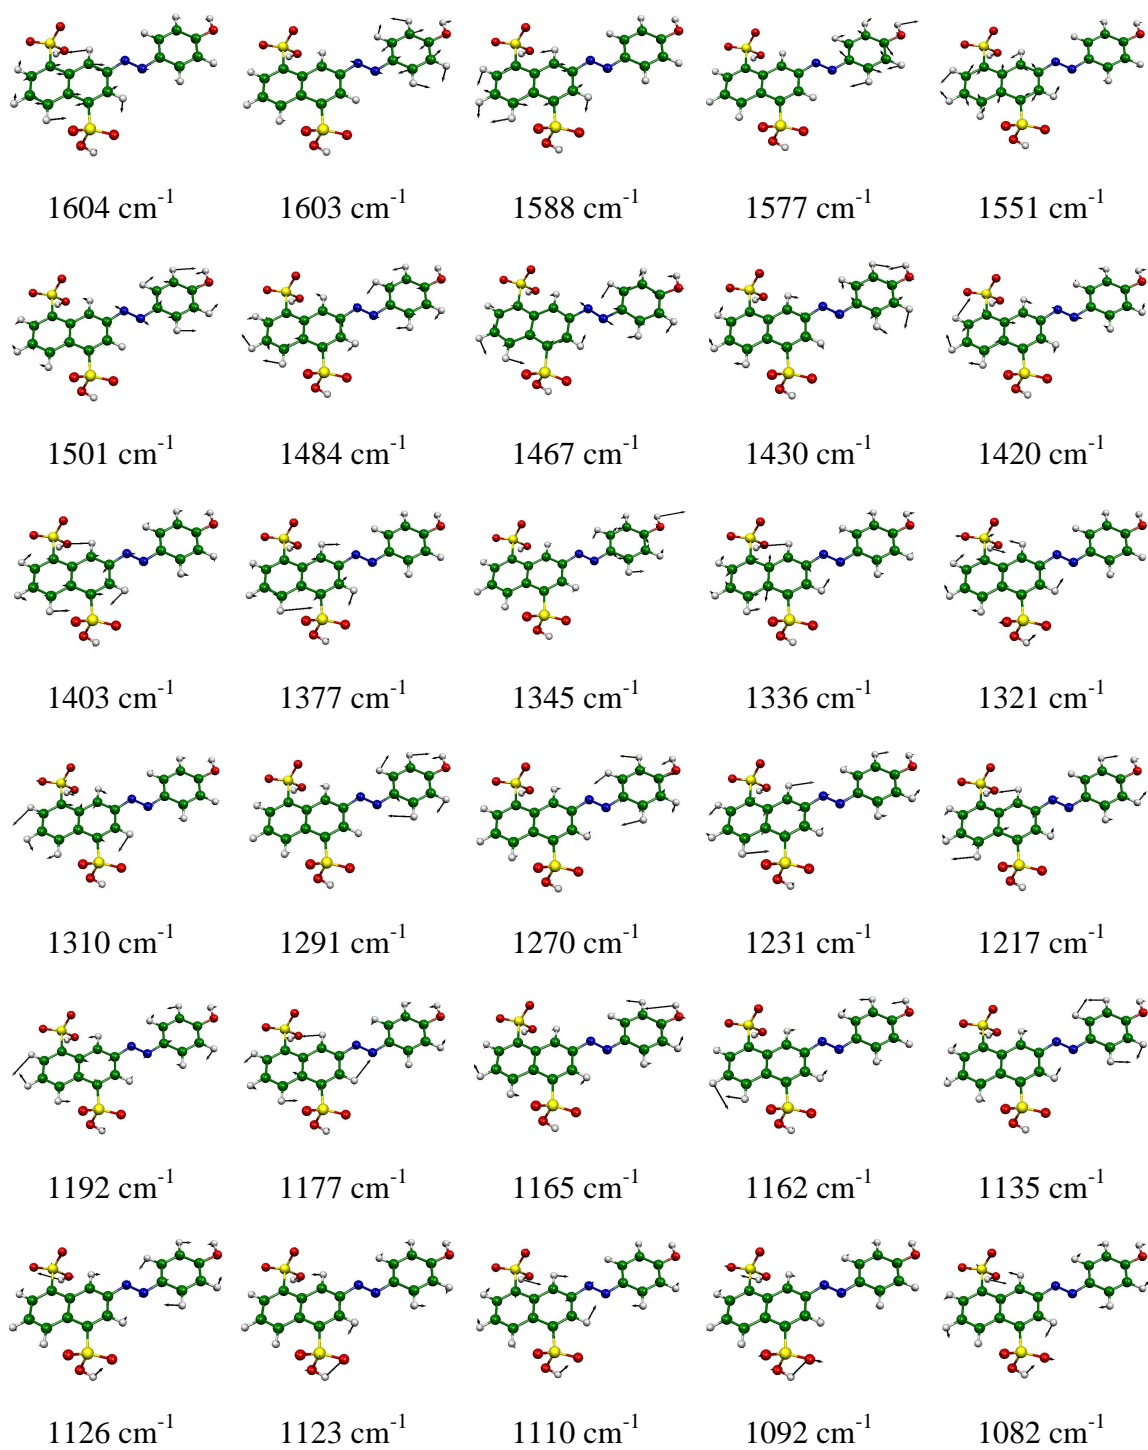 1604 cm⁻¹ 1603 cm⁻¹ 1588 cm⁻¹ 1577 cm⁻¹ 1551 cm⁻¹
1501 cm⁻¹ 1484 cm⁻¹ 1467 cm⁻¹ 1430 cm⁻¹ 1420 cm⁻¹
1403 cm⁻¹ 1377 cm⁻¹ 1345 cm⁻¹ 1336 cm⁻¹ 1321 cm⁻¹
1310 cm⁻¹ 1291 cm⁻¹ 1270 cm⁻¹ 1231 cm⁻¹ 1217 cm⁻¹
1192 cm⁻¹ 1177 cm⁻¹ 1165 cm⁻¹ 1162 cm⁻¹ 1135 cm⁻¹
1126 cm⁻¹ 1123 cm⁻¹ 1110 cm⁻¹ 1092 cm⁻¹ 1082 cm⁻¹